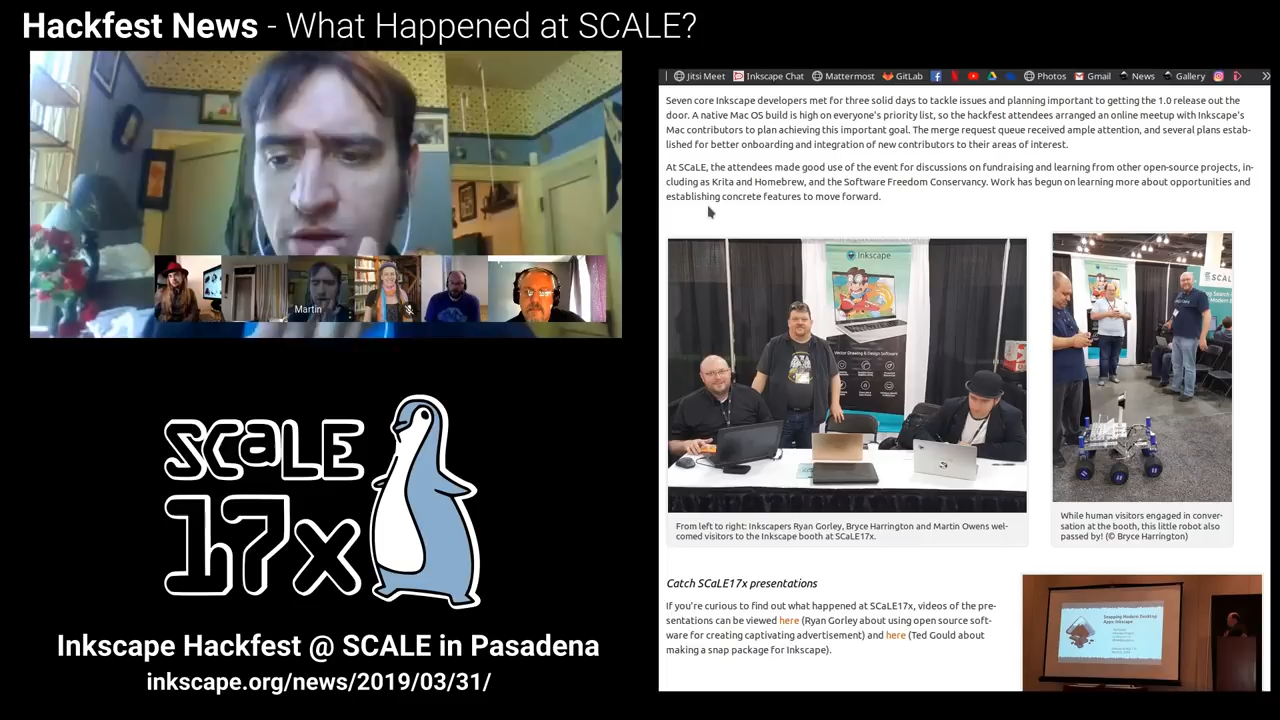 Hackfest News - What Happened at SCALE?
Martin
SCaLE
17x
Inkscape Hackfest @ SCALE in Pasadena
inkscape.org/news/2019/03/31/
Jitsi Meet Inkscape Chat Mattermost GitLab Photos Gmail News Gallery »
Seven core Inkscape developers met for three solid days to tackle issues and planning important to getting the 1.0 release out the
door. A native Mac OS build is high on everyone's priority list, so the hackfest attendees arranged an online meetup with Inkscape's
Mac contributors to plan achieving this important goal. The merge request queue received ample attention, and several plans estab-
lished for better onboarding and integration of new contributors to their areas of interest.
At SCaLE, the attendees made good use of the event for discussions on fundraising and learning from other open-source projects, in-
cluding as Krita and Homebrew, and the Software Freedom Conservancy. Work has begun on learning more about opportunities and
establishing concrete features to move forward.
Inkscape
Vector Drawing & Design Software
SCAL
From left to right: Inkscapers Ryan Gorley, Bryce Harrington and Martin Owens wel-
comed visitors to the Inkscape booth at SCaLE17x.
While human visitors engaged in conver-
sation at the booth, this little robot also
passed by! (© Bryce Harrington)
Catch SCaLE17x presentations
If you're curious to find out what happened at SCaLE17x, videos of the pre-
sentations can be viewed here (Ryan Gorley about using open source soft-
ware for creating captivating advertisement) and here (Ted Gould about
making a snap package for Inkscape).
Snapping Modern Desktop
Apps: Inkscape